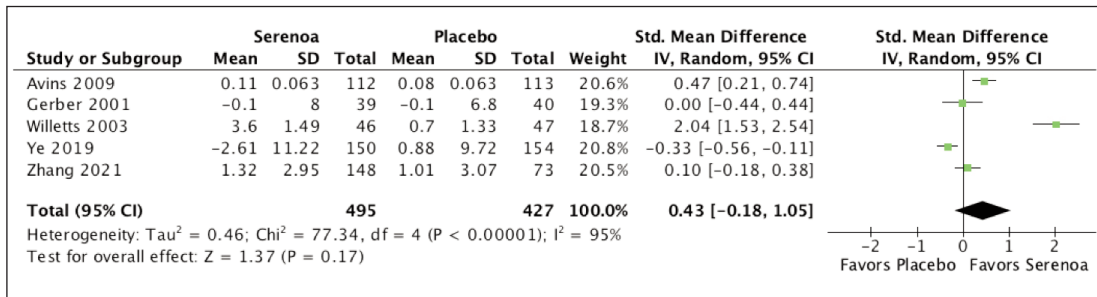 Serenoa Placebo Std. Mean Difference Std. Mean Difference
Study or Subgroup Mean SD Total Mean SD Total Weight IV, Random, 95% CI IV, Random, 95% CI
Avins 2009 0.11 0.063 112 0.08 0.063 113 20.6% 0.47 [0.21, 0.74]
Gerber 2001 -0.1 8 39 -0.1 6.8 40 19.3% 0.00 [-0.44, 0.44]
Willetts 2003 3.6 1.49 46 0.7 1.33 47 18.7% 2.04 [1.53, 2.54]
Ye 2019 -2.61 11.22 150 0.88 9.72 154 20.8% -0.33 [-0.56, -0.11]
Zhang 2021 1.32 2.95 148 1.01 3.07 73 20.5% 0.10 [-0.18, 0.38]
Total (95% CI) 495 427 100.0% 0.43 [-0.18, 1.05]
Heterogeneity: Tau² = 0.46; Chi² = 77.34, df = 4 (P < 0.00001); I² = 95%
Test for overall effect: Z = 1.37 (P = 0.17)
-2 -1 0 1 2
Favors Placebo Favors Serenoa